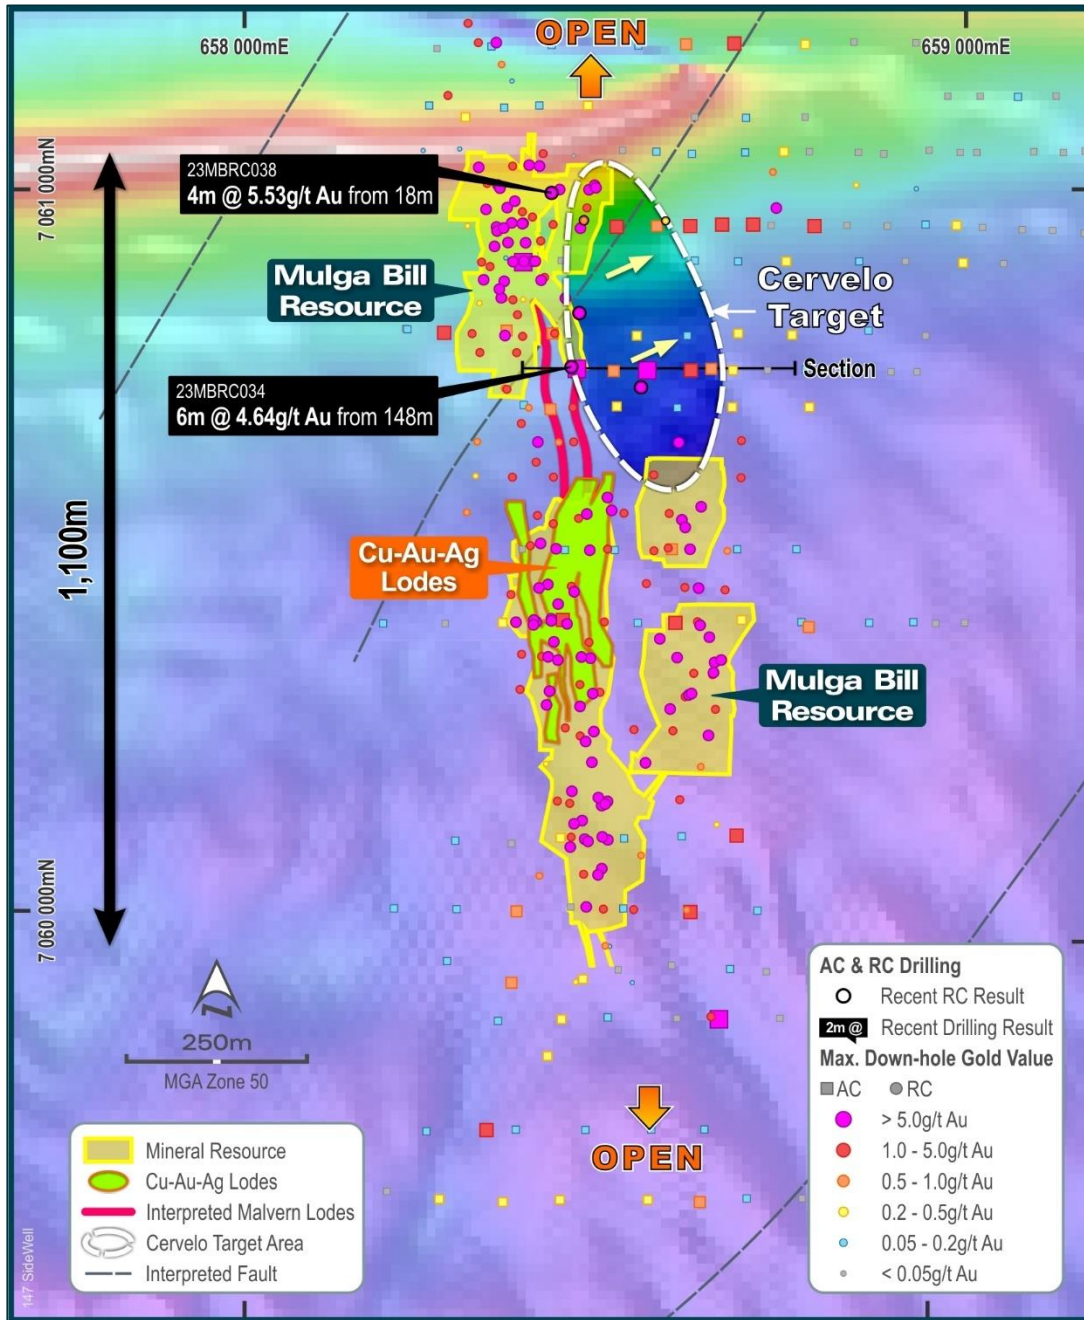 OPEN
658 000mE
659 000mE
7 061 000mN
23MBRC038
4m @ 5.53g/t Au from 18m
Mulga Bill
Resource
Cervelo
Target
Section
23MBRC034
6m @ 4.64g/t Au from 148m
1,100m
Cu-Au-Ag
Lodes
Mulga Bill
Resource
7 060 000mN
N
250m
MGA Zone 50
OPEN
Mineral Resource
Cu-Au-Ag Lodes
Interpreted Malvern Lodes
Cervelo Target Area
Interpreted Fault
AC & RC Drilling
Recent RC Result
2m @ Recent Drilling Result
Max. Down-hole Gold Value
AC RC
> 5.0g/t Au
1.0 - 5.0g/t Au
0.5 - 1.0g/t Au
0.2 - 0.5g/t Au
0.05 - 0.2g/t Au
< 0.05g/t Au
147 SideWell